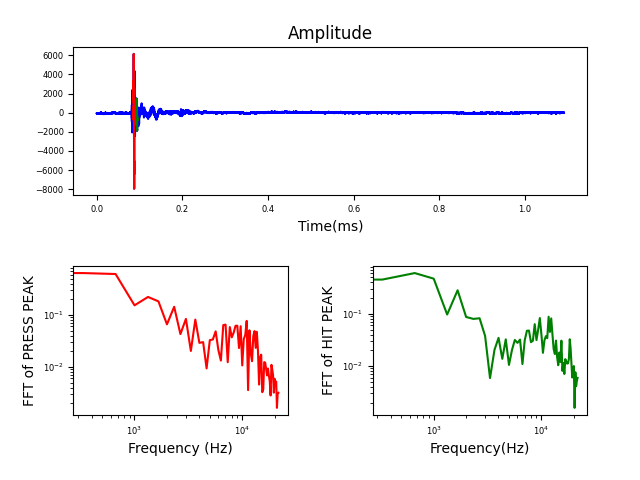 Amplitude
6000
4000
2000
0
−2000
−4000
−6000
−8000
0.0 0.2 0.4 0.6 0.8 1.0
Time(ms)
FFT of PRESS PEAK
10⁻¹
10⁻²
10³ 10⁴
Frequency (Hz)
FFT of HIT PEAK
10⁻¹
10⁻²
10³ 10⁴
Frequency(Hz)